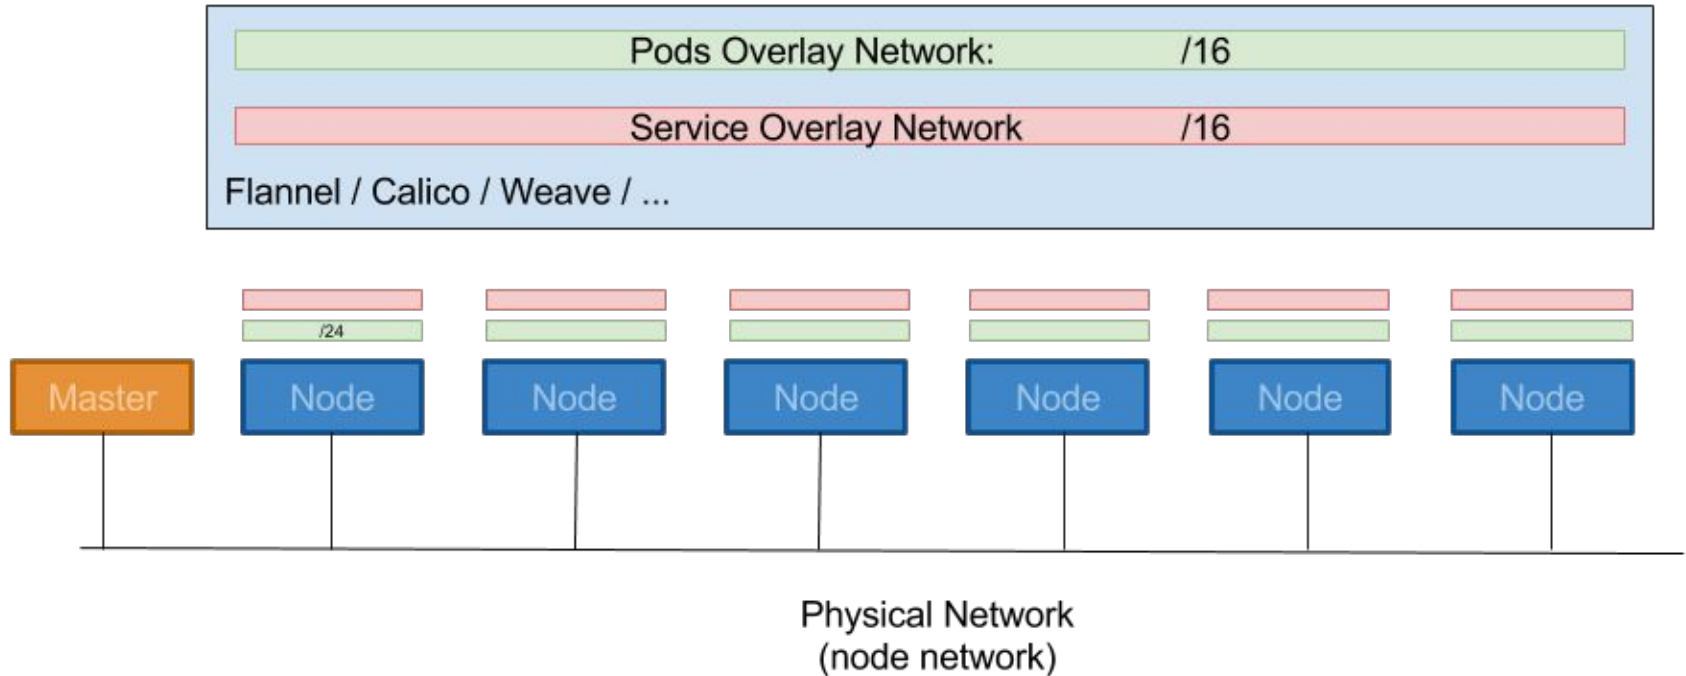 Pods Overlay Network: /16
Service Overlay Network /16
Flannel / Calico / Weave / ...
/24
Master Node Node Node Node Node Node
Physical Network
(node network)